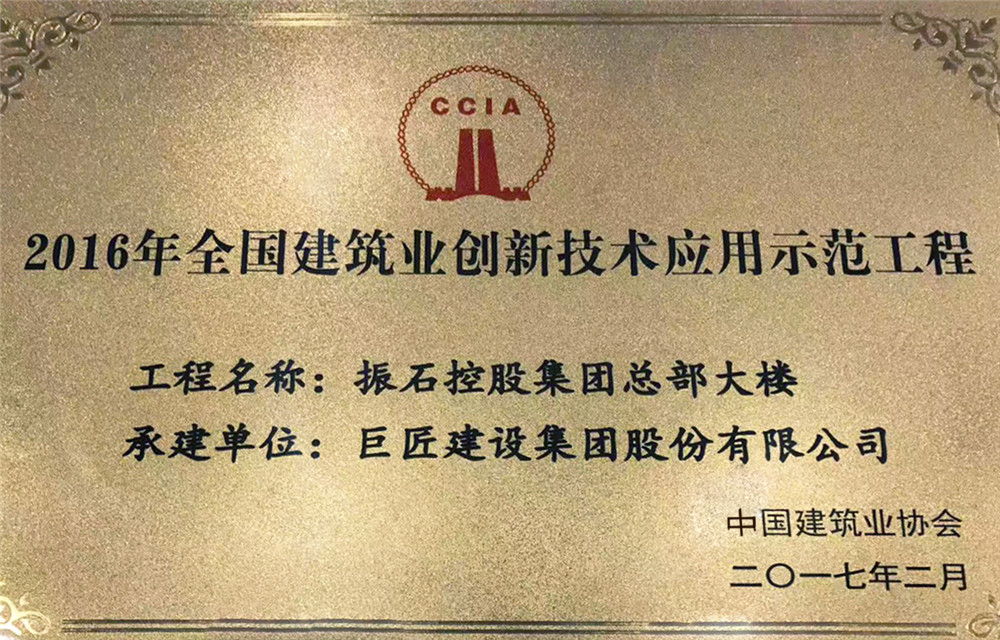 CCIA
2016年全国建筑业创新技术应用示范工程
工程名称：振石控股集团总部大楼
承建单位：巨匠建设集团股份有限公司
中国建筑业协会
二〇一七年二月